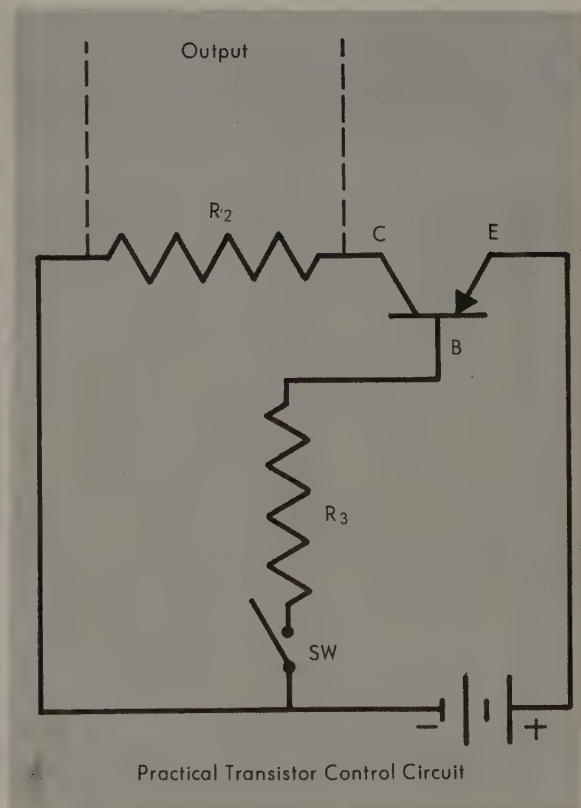 Output
R2
C
E
B
R3
SW
- +
Practical Transistor Control Circuit